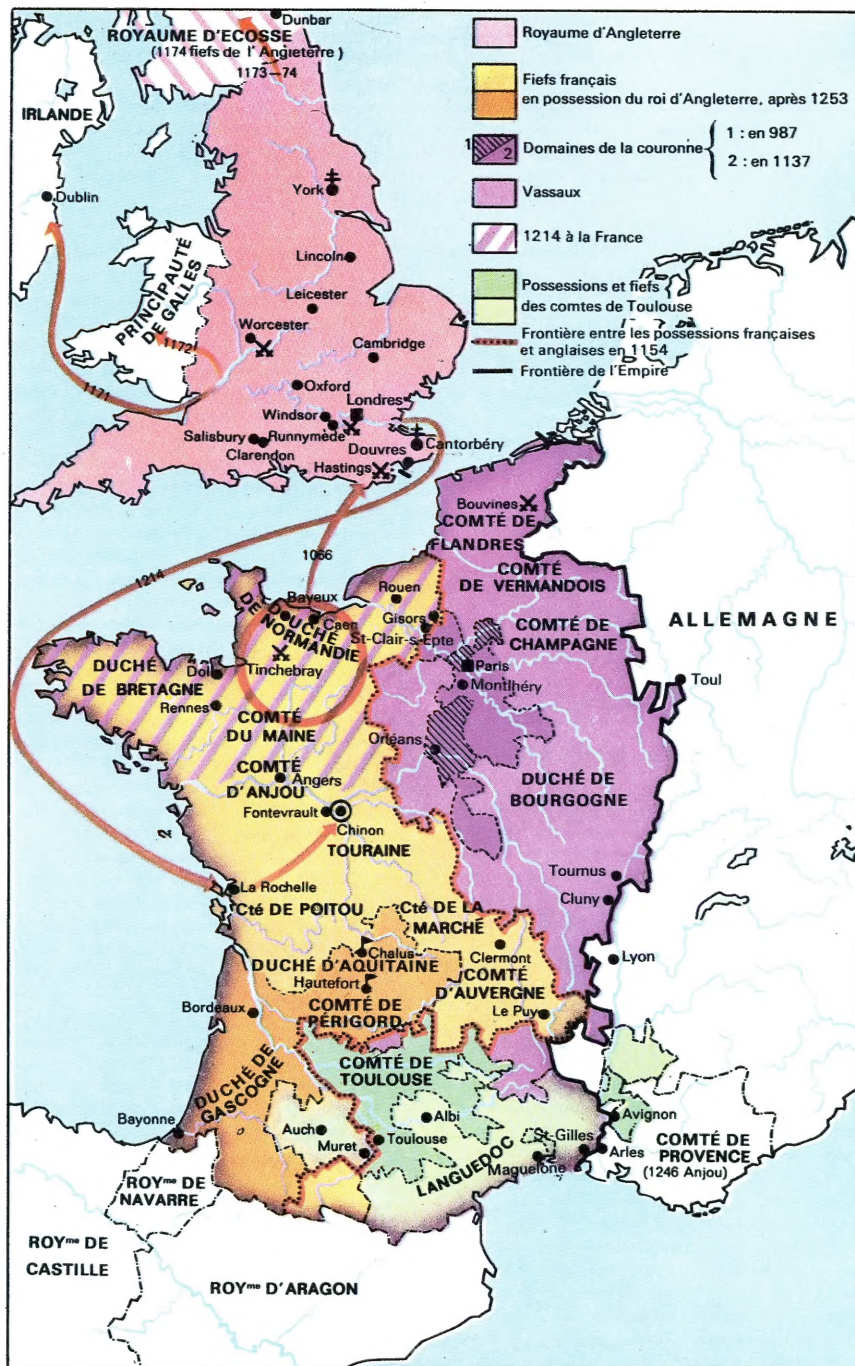 Dunbar
ROYAUME D'ECOSSE
(1174 fiefs de l'Angleterre)
1173–74
IRLANDE
Dublin
York
PRINCIPAUTÉ
DE GALLES
Lincoln
Leicester
Worcester
1172
1171
Cambridge
Oxford
Londres
Windsor
Salisbury
Runnymède
Clarendon
Douvres
Cantorbéry
Hastings
Royaume d'Angleterre
Fiefs français
en possession du roi d'Angleterre, après 1253
1
2
Domaines de la couronne
1 : en 987
2 : en 1137
Vassaux
1214 à la France
Possessions et fiefs
des comtes de Toulouse
Frontière entre les possessions françaises
et anglaises en 1154
Frontière de l'Empire
Bouvines
COMTÉ DE
FLANDRES
COMTÉ
DE VERMANDOIS
1066
1214
Rouen
Bayeux
Caen
DUCHÉ
DE NORMANDIE
Gisors
St-Clair-s-Epte
COMTÉ DE
CHAMPAGNE
ALLEMAGNE
Tinchebray
Paris
Montlhéry
Toul
DUCHÉ
DE BRETAGNE
Dol
Rennes
COMTÉ
DU MAINE
Orléans
COMTÉ
D'ANJOU
Angers
DUCHÉ DE
BOURGOGNE
Fontevrault
Chinon
TOURAINE
Tournus
Cluny
La Rochelle
Cté DE POITOU
Cté DE LA
MARCHÉ
Chalus
Clermont
DUCHÉ D'AQUITAINE
Lyon
Hautefort
COMTÉ
D'AUVERGNE
COMTÉ DE
PÉRIGORD
Bordeaux
Le Puy
DUCHÉ DE
GASCOGNE
COMTÉ DE
TOULOUSE
Bayonne
Auch
Albi
Avignon
Muret
Toulouse
St-Gilles
Arles
LANGUEDOC
Maguelone
COMTÉ DE
PROVENCE
(1246 Anjou)
ROYme DE
NAVARRE
ROYme DE
CASTILLE
ROYme D'ARAGON